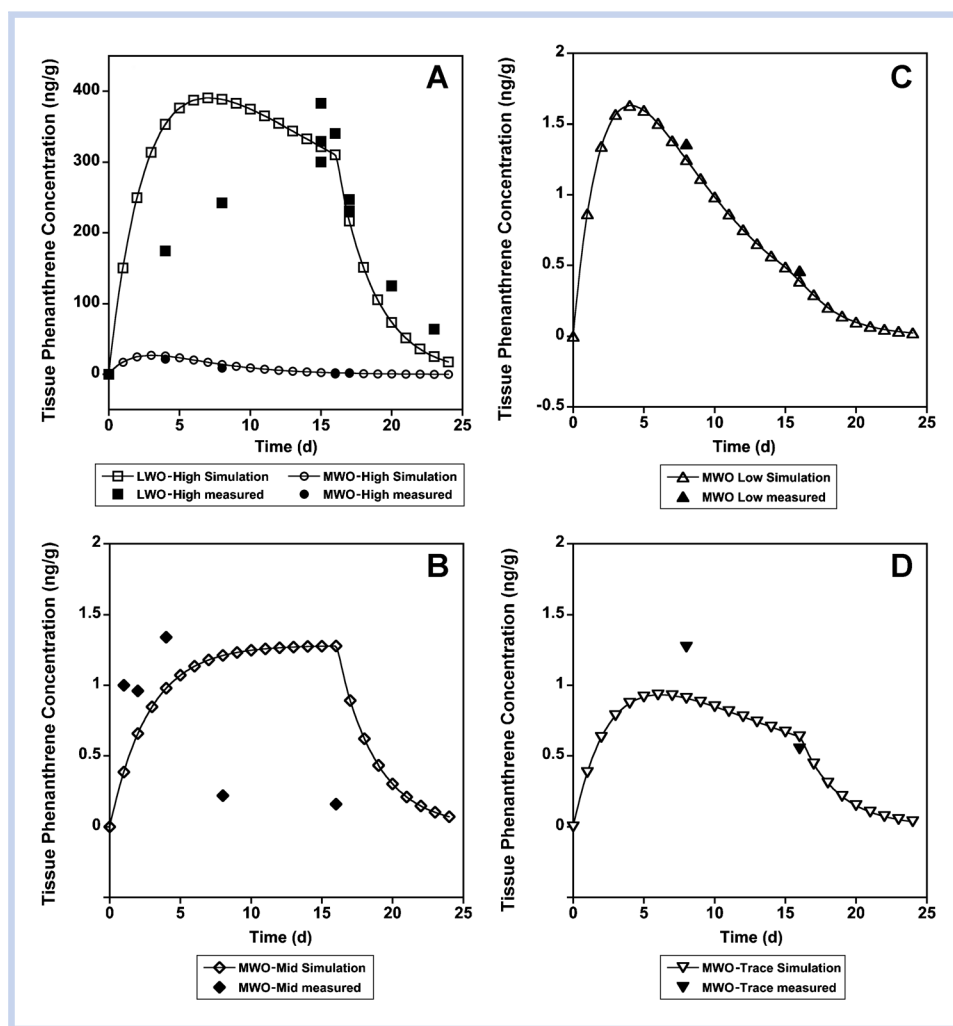 A
Tissue Phenanthrene Concentration (ng/g)
400
300
200
100
0
0 5 10 15 20 25
Time (d)
LWO-High Simulation MWO-High Simulation
LWO-High measured MWO-High measured
C
Tissue Phenanthrene Concentration (ng/g)
2
1.5
1
0.5
0
-0.5
0 5 10 15 20 25
Time (d)
MWO Low Simulation
MWO Low measured
B
Tissue Phenanthrene Concentration (ng/g)
2
1.5
1
0.5
0
0 5 10 15 20 25
Time (d)
MWO-Mid Simulation
MWO-Mid measured
D
Tissue Phenanthrene Concentration (ng/g)
2
1.5
1
0.5
0
0 5 10 15 20 25
Time (d)
MWO-Trace Simulation
MWO-Trace measured